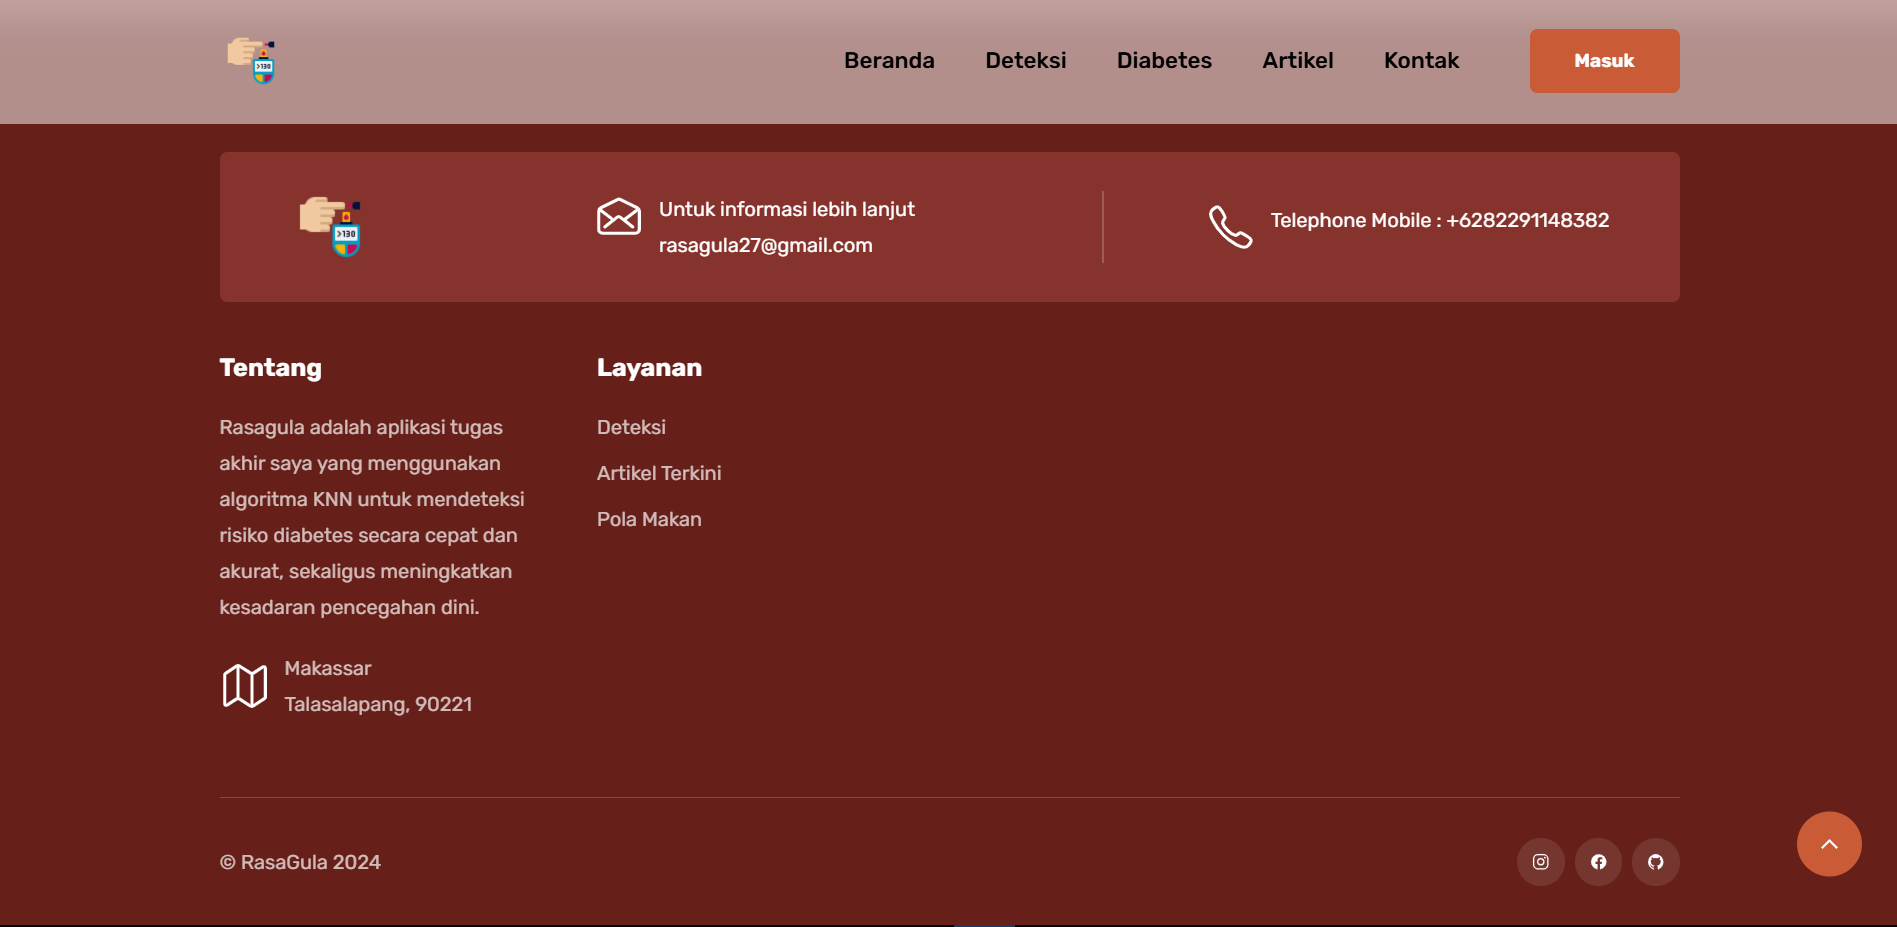 >130
Beranda
Deteksi
Diabetes
Artikel
Kontak
Masuk
>130
Untuk informasi lebih lanjut
rasagula27@gmail.com
Telephone Mobile : +6282291148382
Tentang
Rasagula adalah aplikasi tugas
akhir saya yang menggunakan
algoritma KNN untuk mendeteksi
risiko diabetes secara cepat dan
akurat, sekaligus meningkatkan
kesadaran pencegahan dini.
Makassar
Talasalapang, 90221
Layanan
Deteksi
Artikel Terkini
Pola Makan
© RasaGula 2024